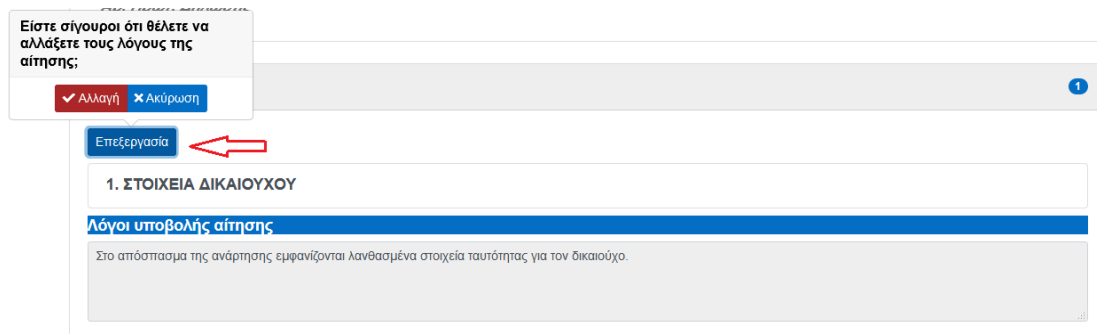 Είστε σίγουροι ότι θέλετε να
αλλάξετε τους λόγους της
αίτησης;
Αλλαγή Ακύρωση
1
Επεξεργασία
1. ΣΤΟΙΧΕΙΑ ΔΙΚΑΙΟΥΧΟΥ
Λόγοι υποβολής αίτησης
Στο απόσπασμα της ανάρτησης εμφανίζονται λανθασμένα στοιχεία ταυτότητας για τον δικαιούχο.